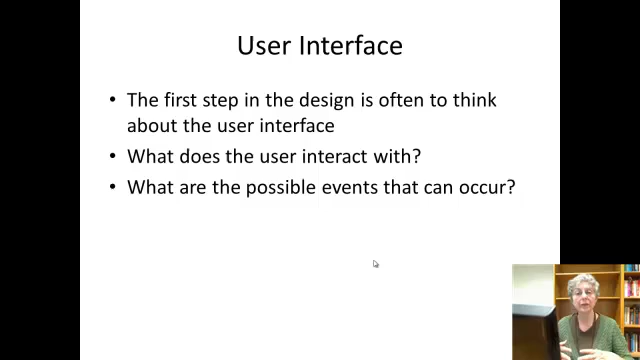 User Interface
• The first step in the design is often to think
about the user interface
• What does the user interact with?
• What are the possible events that can occur?